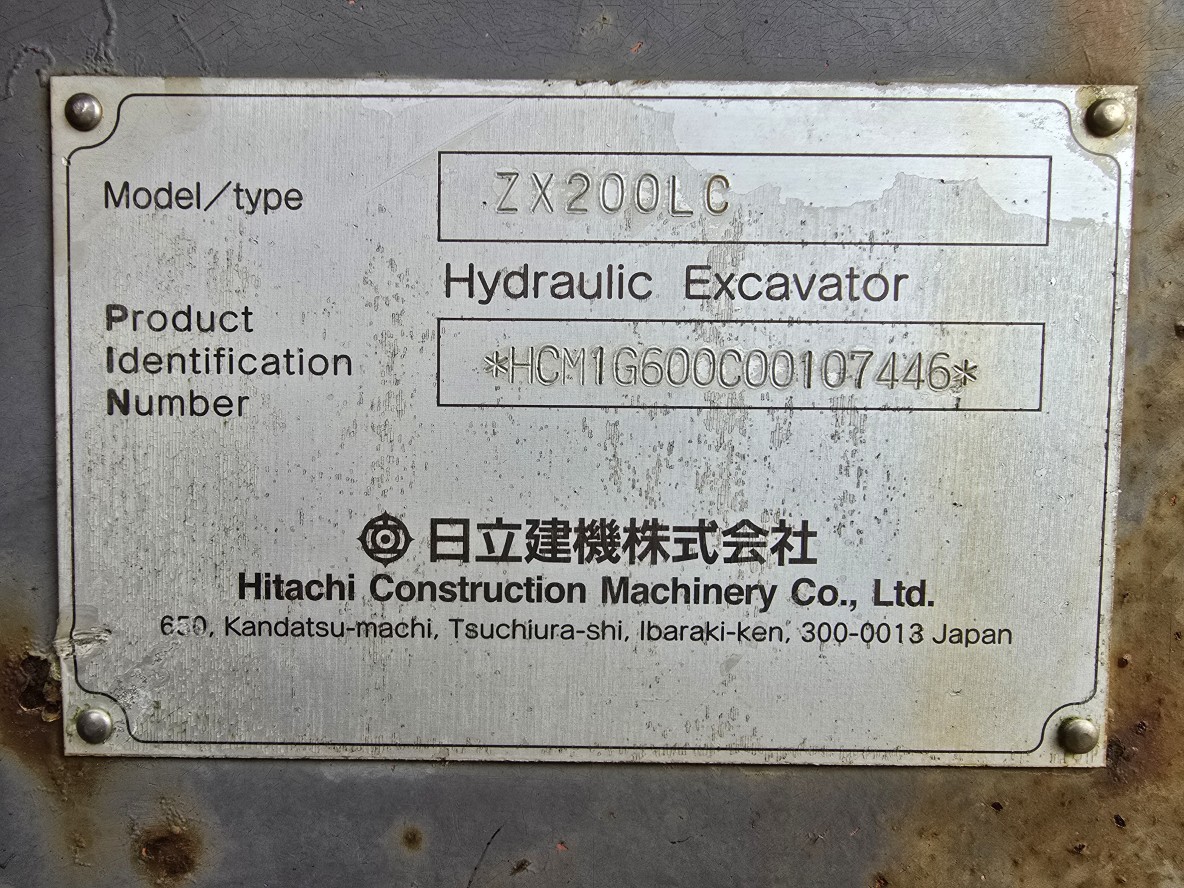 Model/type
ZX200LC
Hydraulic Excavator
Product
Identification
Number
*HCM1G600C00107446*
日立建機株式会社
Hitachi Construction Machinery Co., Ltd.
650, Kandatsu-machi, Tsuchiura-shi, Ibaraki-ken, 300-0013 Japan